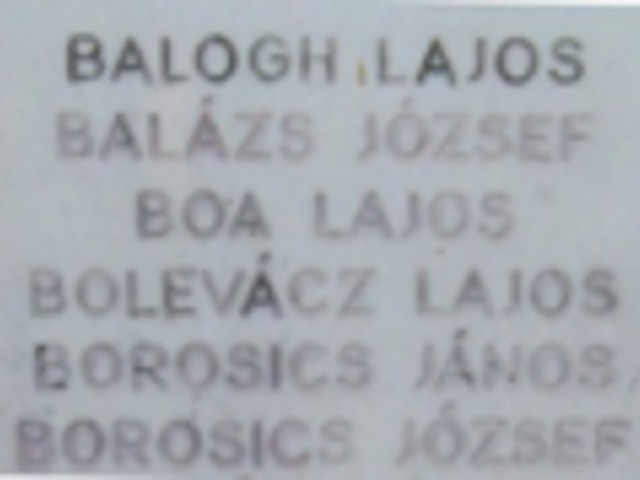 BALOGH LAJOS
BALÁZS JÓZSEF
BOA LAJOS
BOLEVÁCZ LAJOS
BOROSICS JÁNOS
BOROSICS JÓZSEF